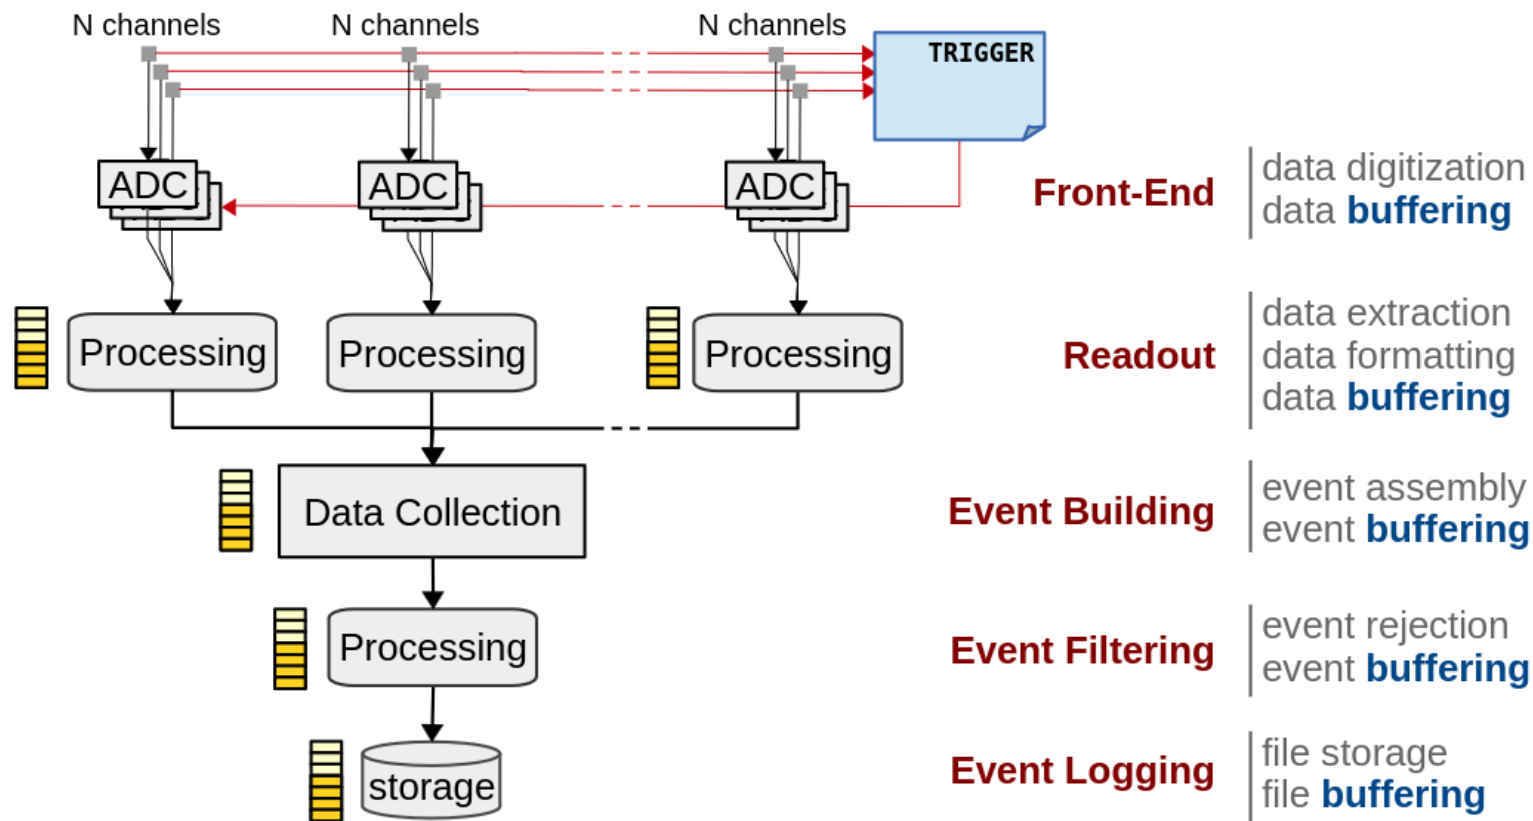 N channels
N channels
N channels
TRIGGER
ADC
ADC
ADC
Front-End
data digitization
data buffering
Processing
Processing
Processing
Readout
data extraction
data formatting
data buffering
Data Collection
Event Building
event assembly
event buffering
Processing
Event Filtering
event rejection
event buffering
storage
Event Logging
file storage
file buffering